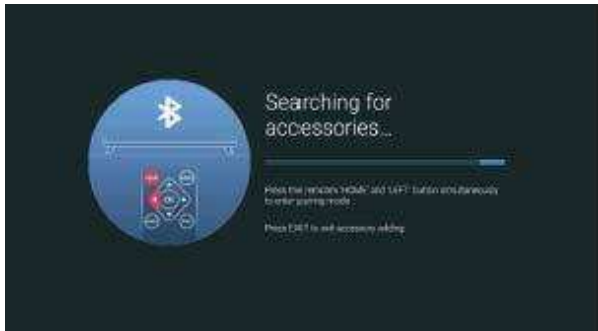 Searching for
accessories...
Press the remote's 'HOME' and 'LEFT' button simultaneously
to enter pairing mode
Press EXIT to exit accessory adding
OK